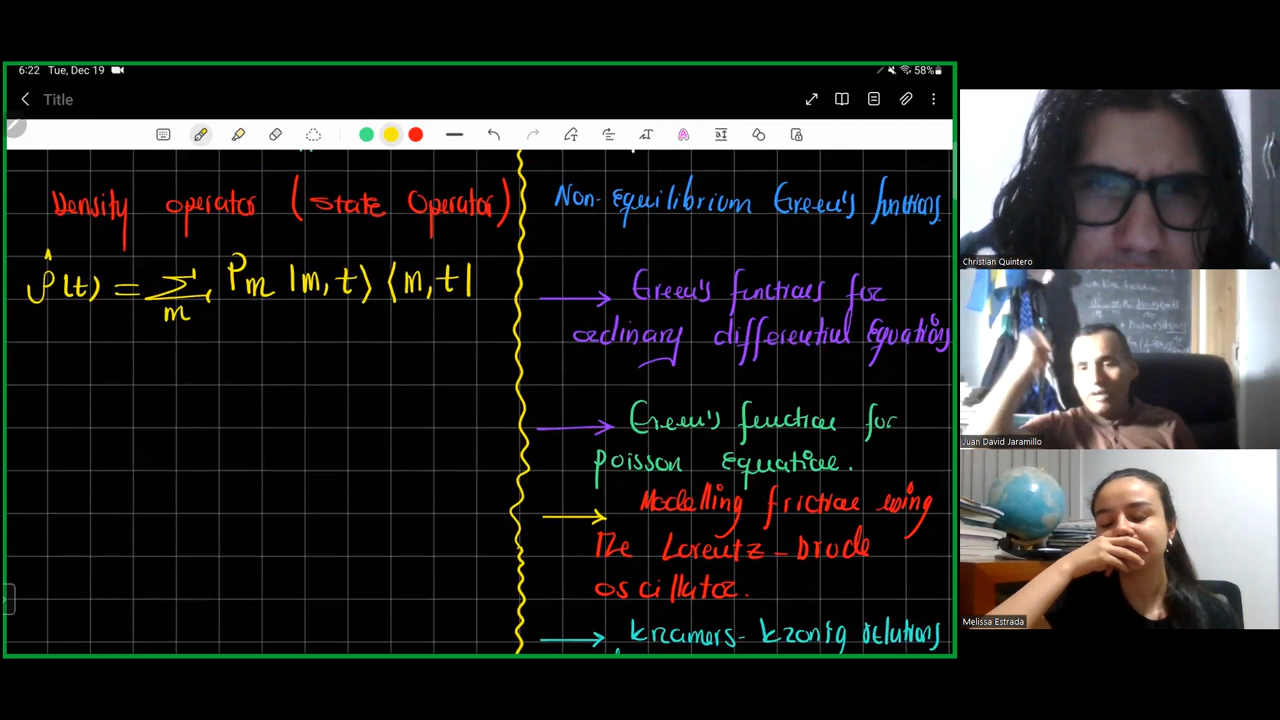 6:22 Tue, Dec 19
58%
Title
Density operator (state Operator)
ρ̂(t) = Σ Pm |m,t⟩⟨m,t|
m
Non-Equilibrium Green's functions.
Green's functions for
ordinary differential Equations
Green's function for
poisson Equation.
Modelling friction using
The Lorentz-Drude
oscillator.
kramers-kronig relations
Christian Quintero
Juan David Jaramillo
Melissa Estrada